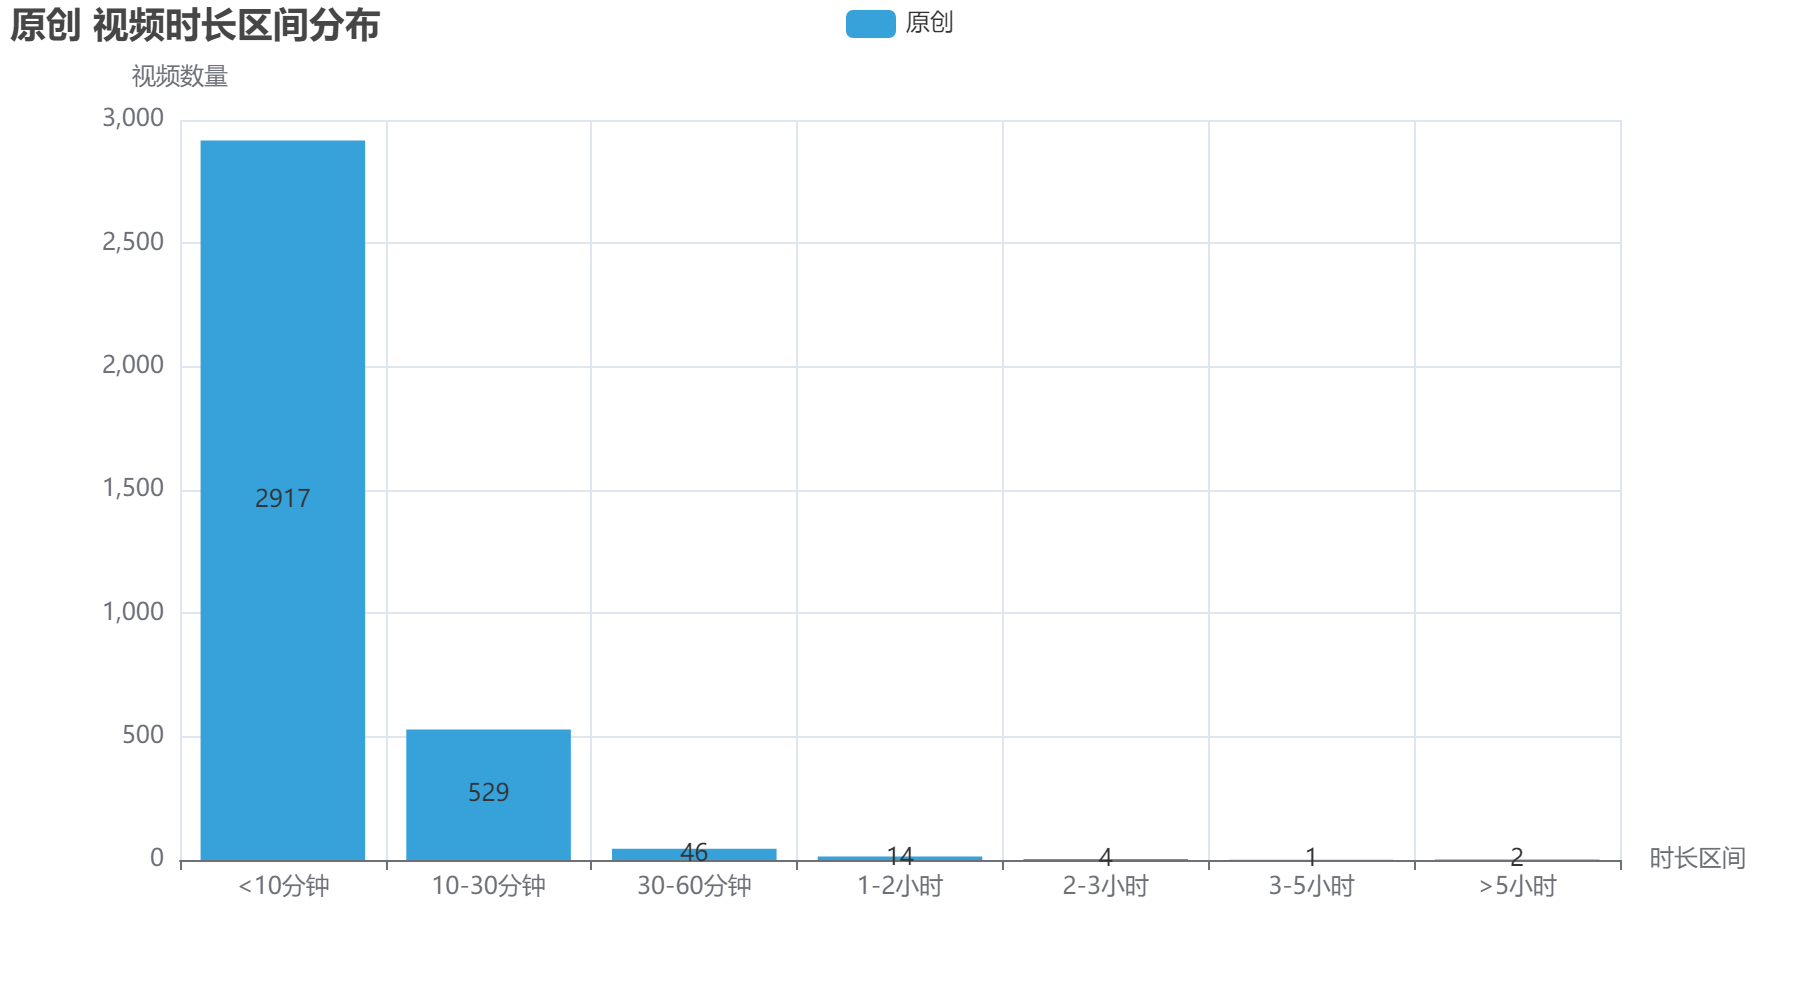 原创 视频时长区间分布
原创
视频数量
3,000
2,500
2,000
1,500
1,000
500
0
2917
529
46
14
4
1
2
<10分钟
10-30分钟
30-60分钟
1-2小时
2-3小时
3-5小时
>5小时
时长区间